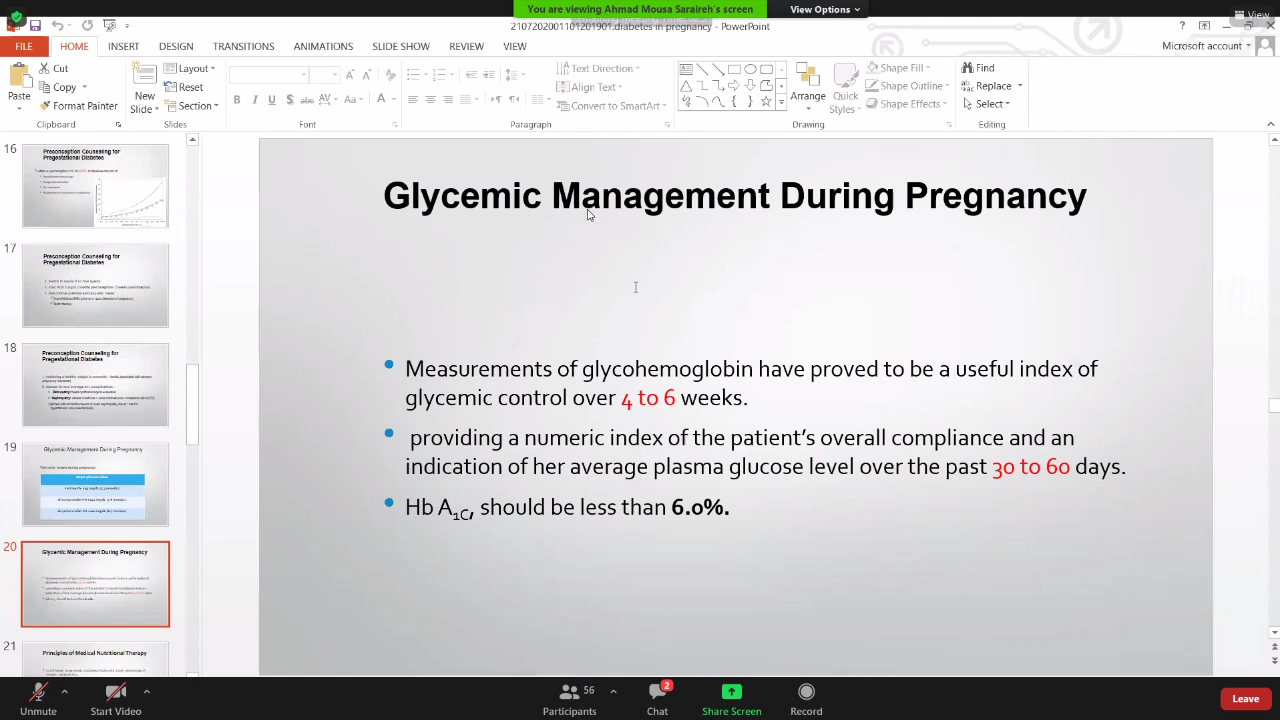 You are viewing Ahmad Mousa Saraireh's screen
View Options
View
210720200110120190​1.diabetes in pregnancy - PowerPoint
FILE HOME INSERT DESIGN TRANSITIONS ANIMATIONS SLIDE SHOW REVIEW VIEW
Microsoft account
Cut
Copy
Format Painter
Paste
Clipboard
New Slide
Layout
Reset
Section
Slides
Font
Text Direction
Align Text
Convert to SmartArt
Paragraph
Arrange
Quick Styles
Shape Fill
Shape Outline
Shape Effects
Drawing
Find
Replace
Select
Editing
16
Preconception Counseling for
Pregestational Diabetes
17
Preconception Counseling for
Pregestational Diabetes
18
Preconception Counseling for
Pregestational Diabetes
19
Glycemic Management During Pregnancy
20
Glycemic Management During Pregnancy
21
Principles of Medical Nutritional Therapy
Glycemic Management During Pregnancy
• Measurements of glycohemoglobin have proved to be a useful index of
glycemic control over 4 to 6 weeks.
• providing a numeric index of the patient's overall compliance and an
indication of her average plasma glucose level over the past 30 to 60 days.
• Hb A1C, should be less than 6.0%.
Unmute
Start Video
56
Participants
2
Chat
Share Screen
Record
Leave